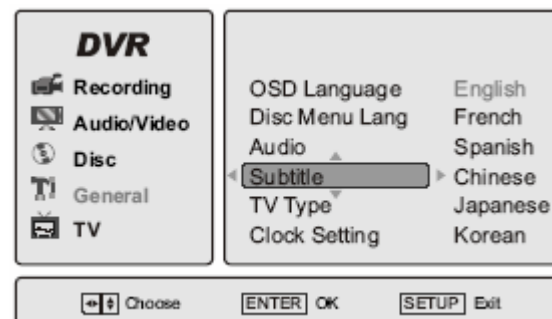 DVR
Recording
Audio/Video
Disc
General
TV
OSD Language English
Disc Menu Lang French
Audio Spanish
Subtitle Chinese
TV Type Japanese
Clock Setting Korean
Choose ENTER OK SETUP Exit